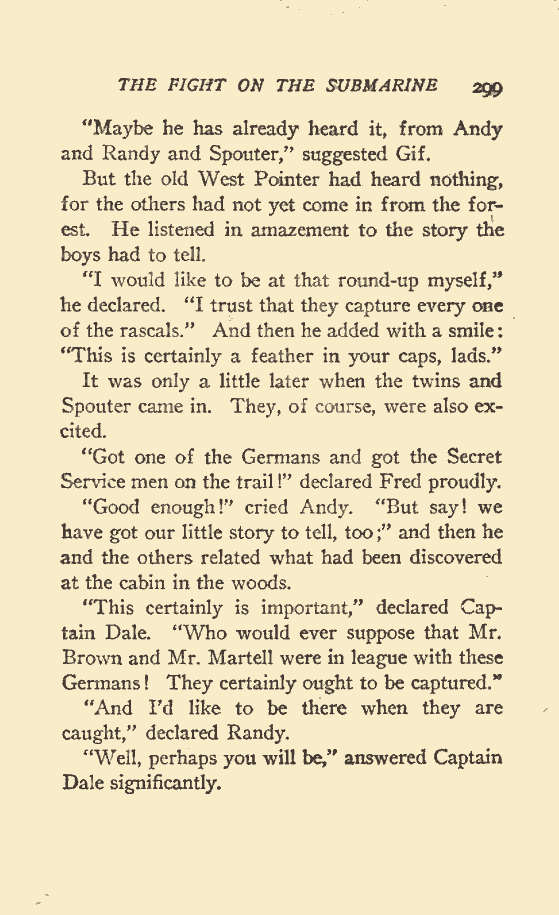 THE FIGHT ON THE SUBMARINE 299
"Maybe he has already heard it, from Andy
and Randy and Spouter," suggested Gif.
But the old West Pointer had heard nothing,
for the others had not yet come in from the for-
est. He listened in amazement to the story the
boys had to tell.
"I would like to be at that round-up myself,"
he declared. "I trust that they capture every one
of the rascals." And then he added with a smile:
"This is certainly a feather in your caps, lads."
It was only a little later when the twins and
Spouter came in. They, of course, were also ex-
cited.
"Got one of the Germans and got the Secret
Service men on the trail!" declared Fred proudly.
"Good enough!" cried Andy. "But say! we
have got our little story to tell, too;" and then he
and the others related what had been discovered
at the cabin in the woods.
"This certainly is important," declared Cap-
tain Dale. "Who would ever suppose that Mr.
Brown and Mr. Martell were in league with these
Germans! They certainly ought to be captured."
"And I'd like to be there when they are
caught," declared Randy.
"Well, perhaps you will be," answered Captain
Dale significantly.